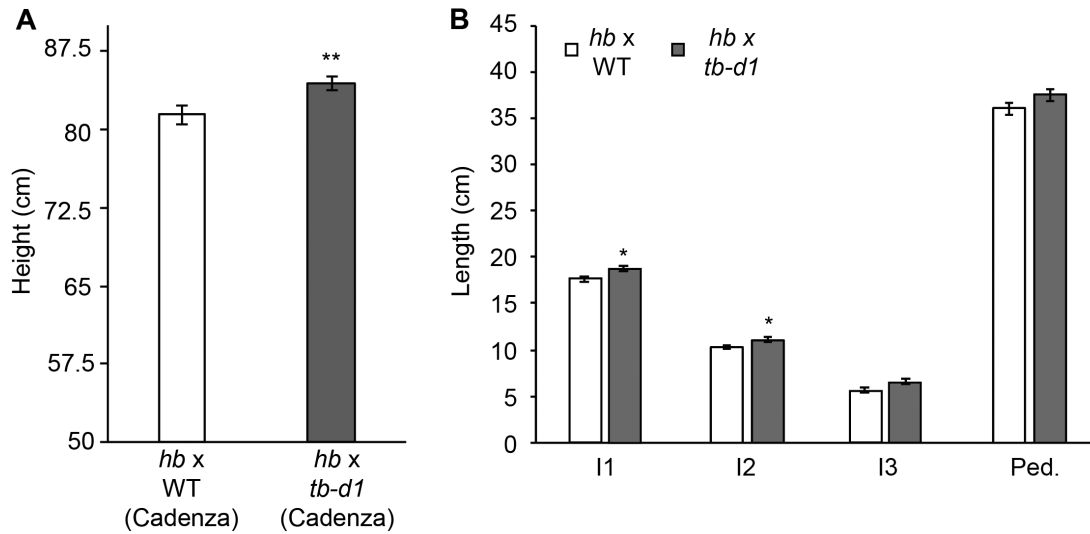 A
Height (cm)
87.5
80
72.5
65
57.5
50
**
hb x
WT
(Cadenza)
hb x
tb-d1
(Cadenza)
B
Length (cm)
45
40
35
30
25
20
15
10
5
0
hb x
WT
hb x
tb-d1
*
*
I1
I2
I3
Ped.